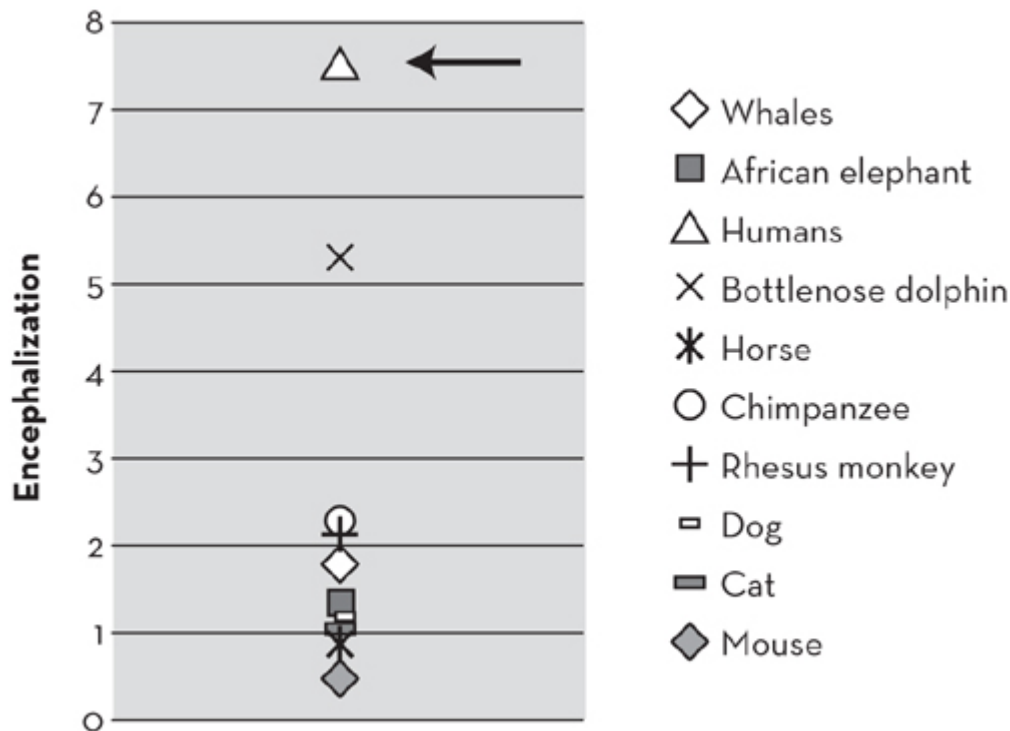 8
7
6
5
4
3
2
1
0
Encephalization
Whales
African elephant
Humans
Bottlenose dolphin
Horse
Chimpanzee
Rhesus monkey
Dog
Cat
Mouse